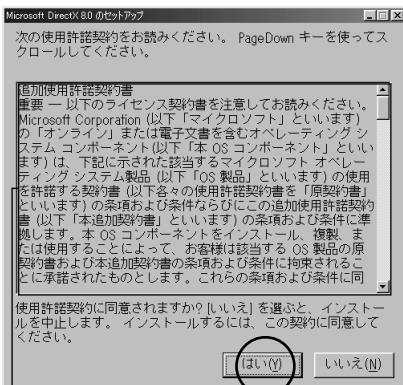 Microsoft DirectX 8.0 のセットアップ
次の使用許諾契約をお読みください。 PageDown キーを使ってス
クロールしてください。
追加使用許諾契約書
重要 — 以下のライセンス契約書を注意してお読みください。
Microsoft Corporation (以下「マイクロソフト」といいます)
の「オンライン」または電子文書を含むオペレーティング シ
ステム コンポーネント(以下「本 OS コンポーネント」といい
ます) は、下記に示された該当するマイクロソフト オペレー
ティング システム製品 (以下「OS 製品」といいます) の使用
を許諾する契約書 (以下各々の使用許諾契約書を「原契約書」
といいます) の条項および条件ならびにこの追加使用許諾契約
書 (以下「本追加契約書」といいます) の条項および条件に準
拠します。本 OS コンポーネントをインストール、複製、ま
たは使用することによって、お客様は該当する OS 製品の原
契約書および本追加契約書の条項および条件に拘束されるこ
とに承諾されたものとします。これらの条項および条件に同
使用許諾契約に同意されますか? [いいえ] を選ぶと、インストー
ルを中止します。 インストールするには、この契約に同意して
ください。
はい(Y) いいえ(N)